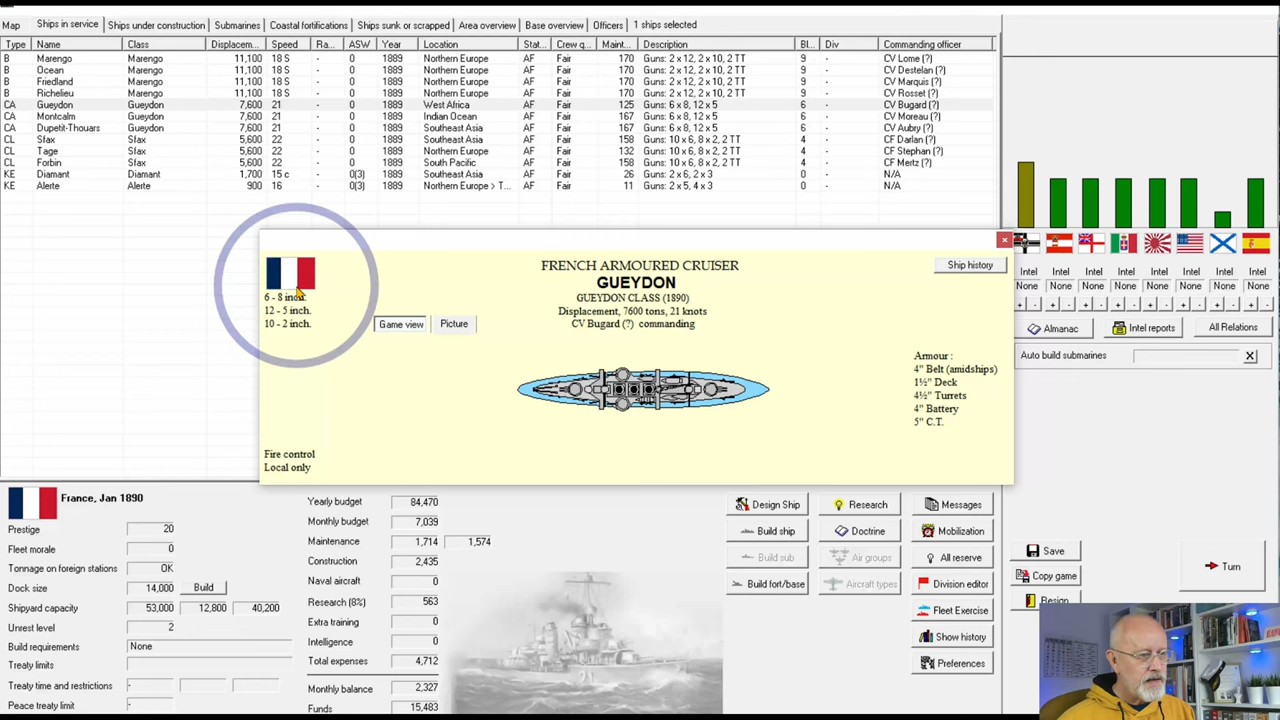 Map Ships in service Ships under construction Submarines Coastal fortifications Ships sunk or scrapped Area overview Base overview Officers 1 ships selected
Type Name Class Displacem... Speed Ra... ASW Year Location Stat... Crew q... Maint... Description Bl... Div Commanding officer
B Marengo Marengo 11,100 18 S - 0 1889 Northern Europe AF Fair 170 Guns: 2 x 12, 2 x 10, 2 TT 9 - CV Lome (?)
B Ocean Marengo 11,100 18 S - 0 1889 Northern Europe AF Fair 170 Guns: 2 x 12, 2 x 10, 2 TT 9 - CV Destelan (?)
B Friedland Marengo 11,100 18 S - 0 1889 Northern Europe AF Fair 170 Guns: 2 x 12, 2 x 10, 2 TT 9 - CV Marquis (?)
B Richelieu Marengo 11,100 18 S - 0 1889 Northern Europe AF Fair 170 Guns: 2 x 12, 2 x 10, 2 TT 9 - CV Rosset (?)
CA Gueydon Gueydon 7,600 21 - 0 1889 West Africa AF Fair 125 Guns: 6 x 8, 12 x 5 6 - CV Bugard (?)
CA Montcalm Gueydon 7,600 21 - 0 1889 Indian Ocean AF Fair 167 Guns: 6 x 8, 12 x 5 6 - CV Moreau (?)
CA Dupetit-Thouars Gueydon 7,600 21 - 0 1889 Southeast Asia AF Fair 167 Guns: 6 x 8, 12 x 5 6 - CV Aubry (?)
CL Sfax Sfax 5,600 22 - 0 1889 Southeast Asia AF Fair 158 Guns: 10 x 6, 8 x 2, 2 TT 4 - CF Darlan (?)
CL Tage Sfax 5,600 22 - 0 1889 Northern Europe AF Fair 132 Guns: 10 x 6, 8 x 2, 2 TT 4 - CF Stephan (?)
CL Forbin Sfax 5,600 22 - 0 1889 South Pacific AF Fair 158 Guns: 10 x 6, 8 x 2, 2 TT 4 - CF Mertz (?)
KE Diamant Diamant 1,700 15 c - 0(3) 1889 Southeast Asia AF Fair 26 Guns: 2 x 6, 2 x 3 0 - N/A
KE Alerte Alerte 900 16 - 0(3) 1889 Northern Europe > T... AF Fair 11 Guns: 2 x 5, 4 x 3 0 - N/A
FRENCH ARMOURED CRUISER
GUEYDON
GUEYDON CLASS (1890)
Displacement, 7600 tons, 21 knots
CV Bugard (?) commanding
Ship history
6 - 8 inch.
12 - 5 inch.
10 - 2 inch.
Game view Picture
Armour :
4" Belt (amidships)
1½" Deck
4½" Turrets
4" Battery
5" C.T.
Fire control
Local only
Intel Intel Intel Intel Intel Intel Intel Intel
None None None None None None None None
+ - + - + - + - + - + - + - + -
Almanac Intel reports All Relations
Auto build submarines X
France, Jan 1890
Prestige 20
Fleet morale 0
Tonnage on foreign stations OK
Dock size 14,000 Build
Shipyard capacity 53,000 12,800 40,200
Unrest level 2
Build requirements None
Treaty limits
Treaty time and restrictions -
Peace treaty limit -
Yearly budget 84,470
Monthly budget 7,039
Maintenance 1,714 1,574
Construction 2,435
Naval aircraft 0
Research (8%) 563
Extra training 0
Intelligence 0
Total expenses 4,712
Monthly balance 2,327
Funds 15,483
Design Ship Research Messages
Build ship Doctrine Mobilization
Build sub Air groups All reserve
Build fort/base Aircraft types Division editor
Fleet Exercise
Show history
Preferences
Save
Copy game
Resign
Turn